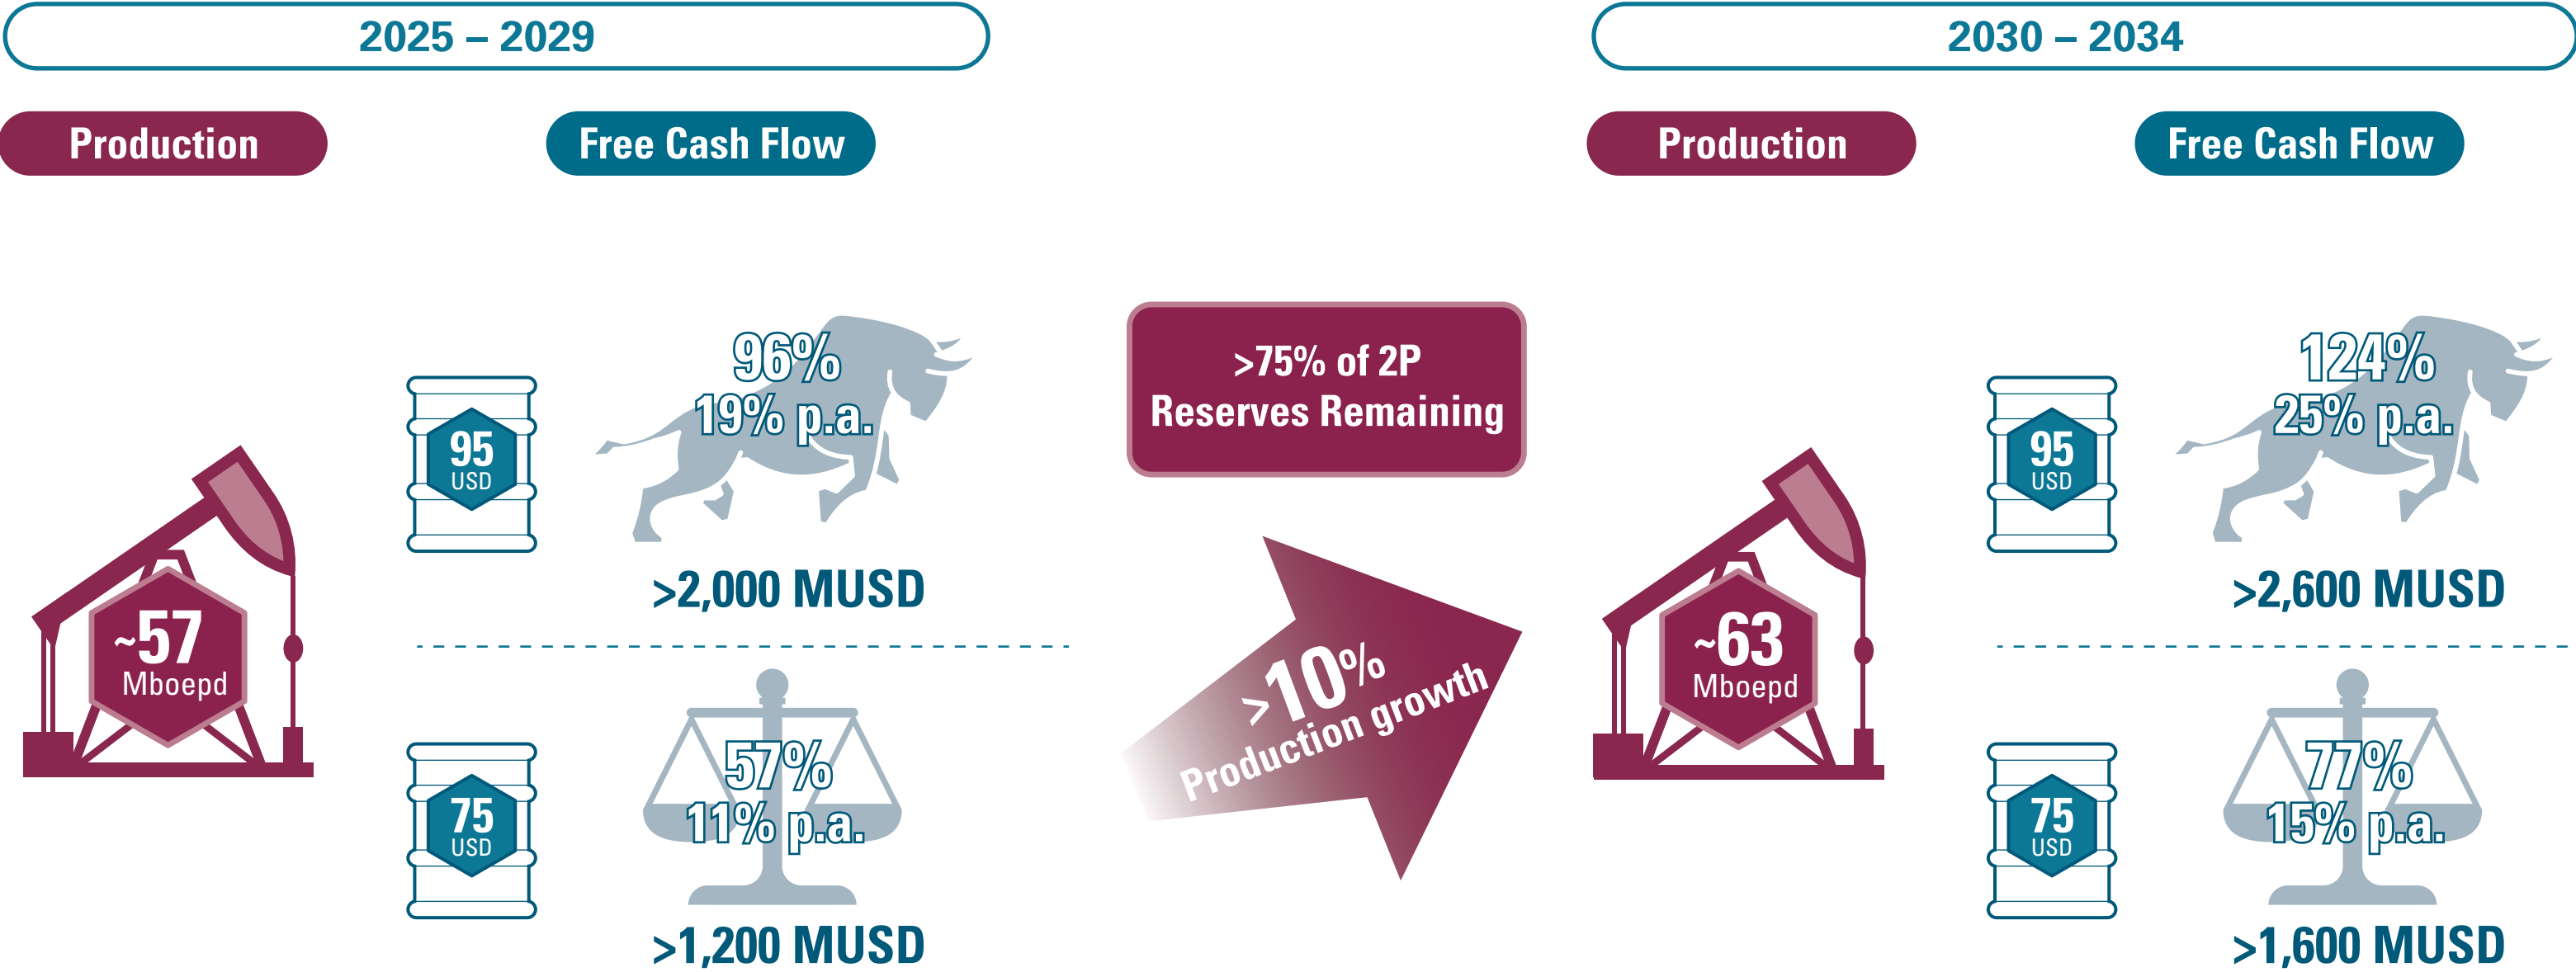 2025 – 2029
Production
Free Cash Flow
~57
Mboepd
95
USD
96%
19% p.a.
>2,000 MUSD
75
USD
57%
11% p.a.
>1,200 MUSD
>75% of 2P
Reserves Remaining
>10%
Production growth
2030 – 2034
Production
Free Cash Flow
~63
Mboepd
95
USD
124%
25% p.a.
>2,600 MUSD
75
USD
77%
15% p.a.
>1,600 MUSD